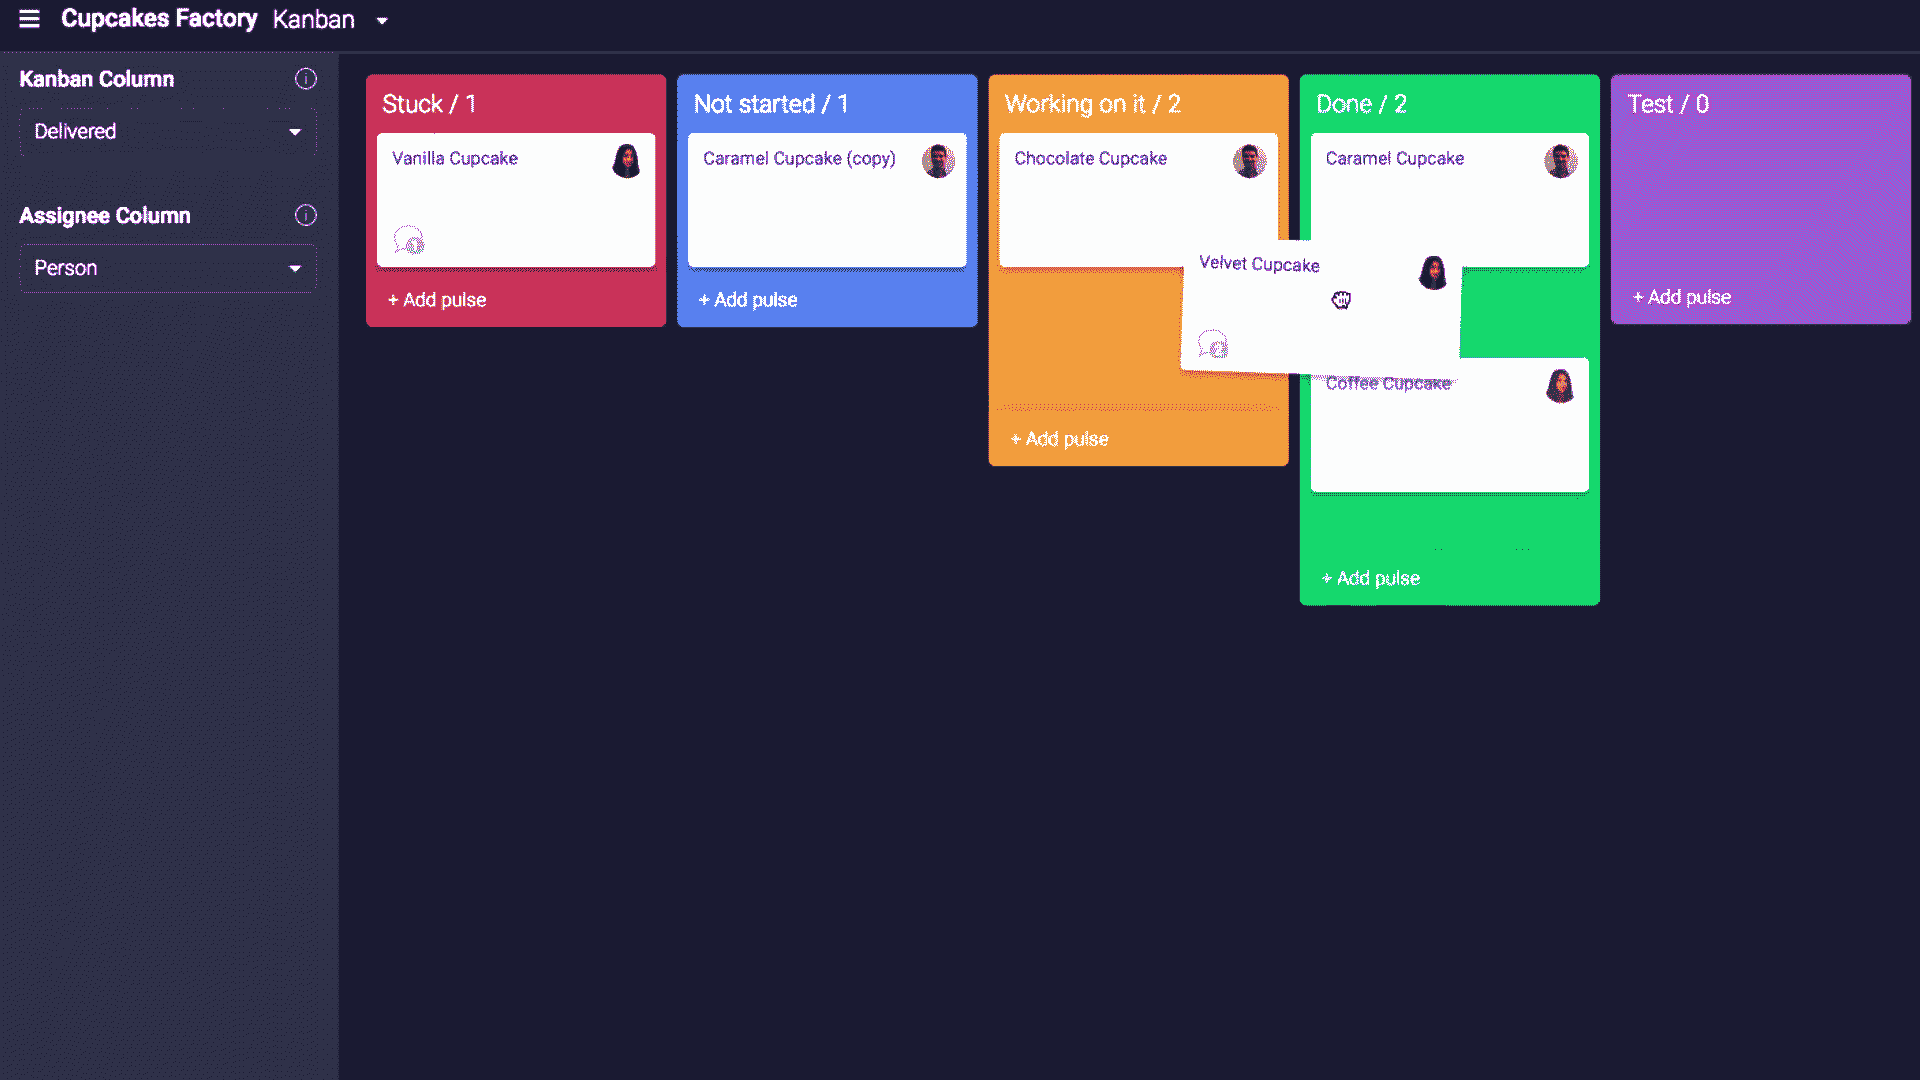 Cupcakes Factory Kanban
Kanban Column
Delivered
Assignee Column
Person
Stuck / 1
Vanilla Cupcake
+ Add pulse
Not started / 1
Caramel Cupcake (copy)
+ Add pulse
Working on it / 2
Chocolate Cupcake
+ Add pulse
Done / 2
Caramel Cupcake
Velvet Cupcake
Coffee Cupcake
+ Add pulse
Test / 0
+ Add pulse